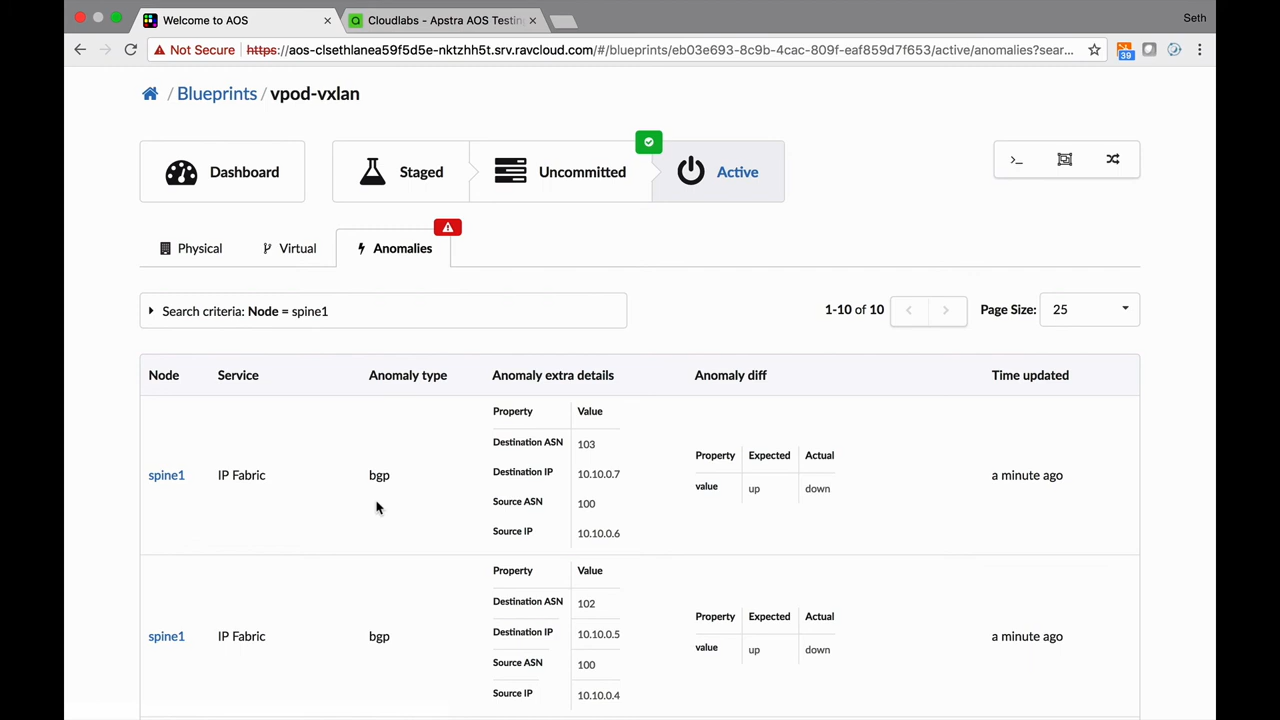 Welcome to AOS
Cloudlabs - Apstra AOS Testin
Seth
Not Secure https://aos-clsethlanea59f5d5e-nktzhh5t.srv.ravcloud.com/#/blueprints/eb03e693-8c9b-4cac-809f-eaf859d7f653/active/anomalies?sear...
39
/ Blueprints / vpod-vxlan
Dashboard Staged Uncommitted Active
Physical Virtual Anomalies
Search criteria: Node = spine1
1-10 of 10 Page Size: 25
Node Service Anomaly type Anomaly extra details Anomaly diff Time updated
Property Value
Destination ASN 103
Property Expected Actual
spine1 IP Fabric bgp Destination IP 10.10.0.7 a minute ago
value up down
Source ASN 100
Source IP 10.10.0.6
Property Value
Destination ASN 102
Property Expected Actual
spine1 IP Fabric bgp Destination IP 10.10.0.5 a minute ago
value up down
Source ASN 100
Source IP 10.10.0.4